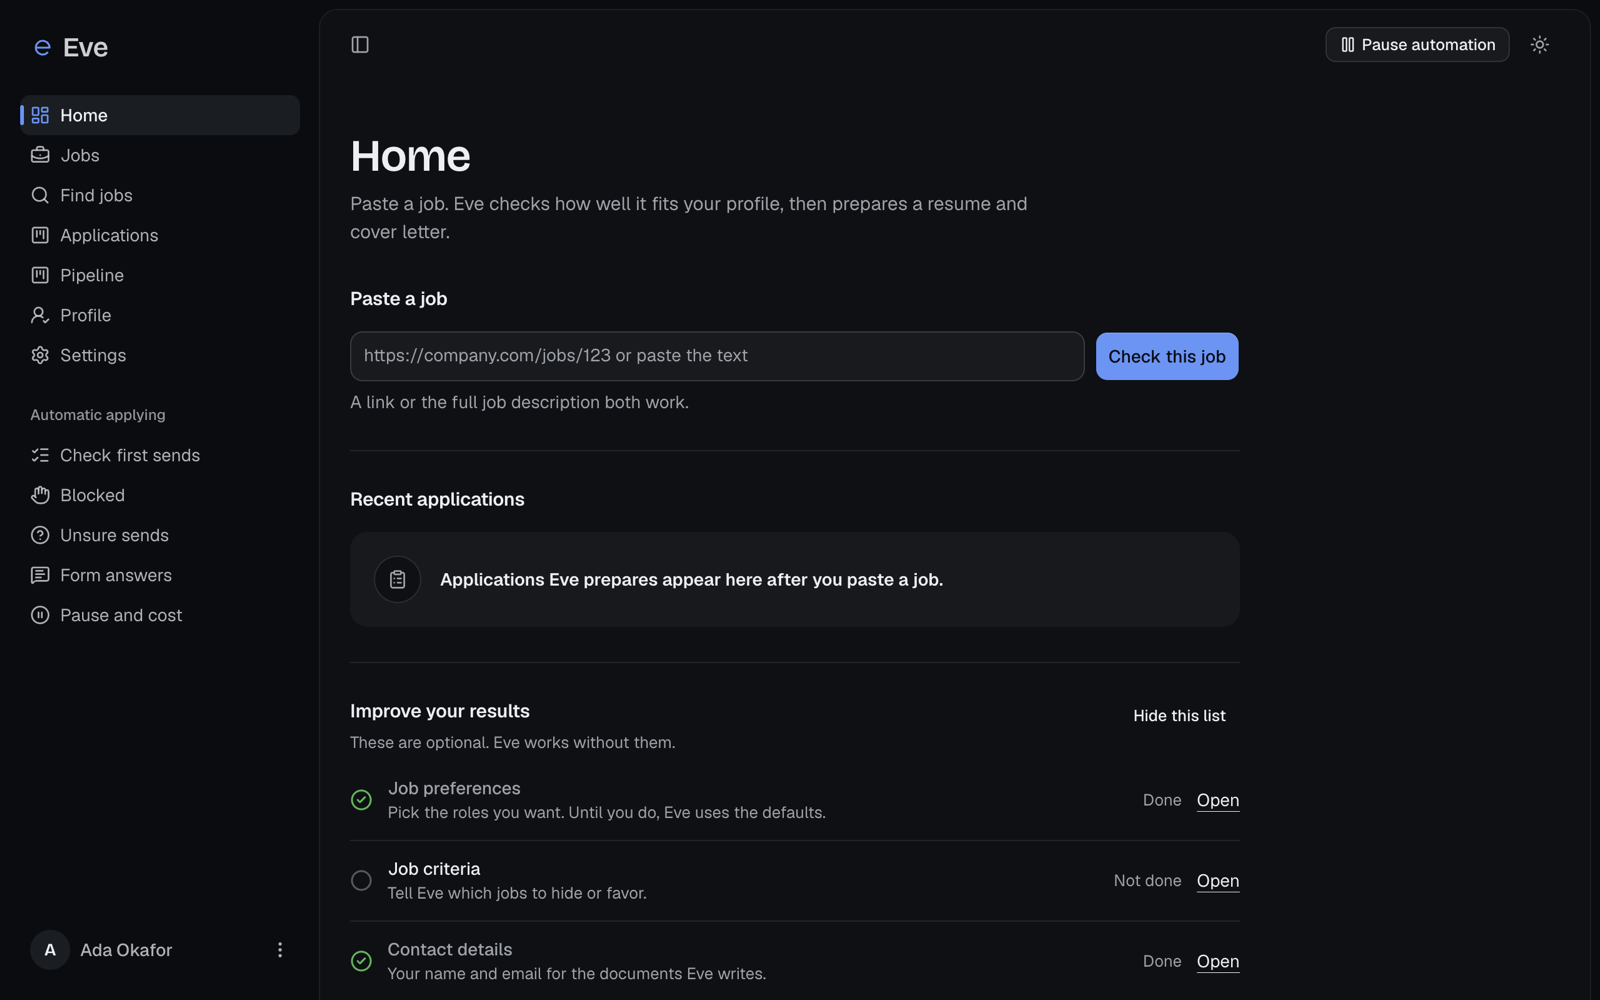 Eve
Home
Jobs
Find jobs
Applications
Pipeline
Profile
Settings
Automatic applying
Check first sends
Blocked
Unsure sends
Form answers
Pause and cost
A
Ada Okafor
Pause automation
Home
Paste a job. Eve checks how well it fits your profile, then prepares a resume and
cover letter.
Paste a job
https://company.com/jobs/123 or paste the text
Check this job
A link or the full job description both work.
Recent applications
Applications Eve prepares appear here after you paste a job.
Improve your results
Hide this list
These are optional. Eve works without them.
Job preferences
Pick the roles you want. Until you do, Eve uses the defaults.
Done Open
Job criteria
Tell Eve which jobs to hide or favor.
Not done Open
Contact details
Your name and email for the documents Eve writes.
Done Open